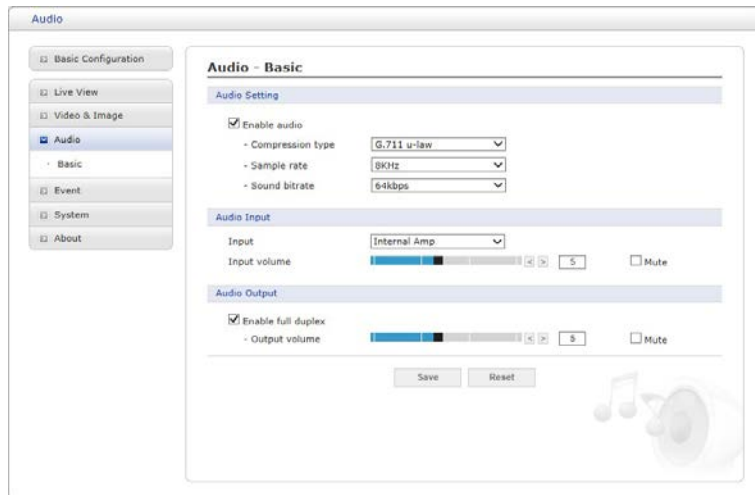 Audio
Basic Configuration
Live View
Video & Image
Audio
Basic
Event
System
About
Audio - Basic
Audio Setting
Enable audio
- Compression type G.711 u-law
- Sample rate 8KHz
- Sound bitrate 64kbps
Audio Input
Input Internal Amp
Input volume < > 5 Mute
Audio Output
Enable full duplex
- Output volume < > 5 Mute
Save Reset